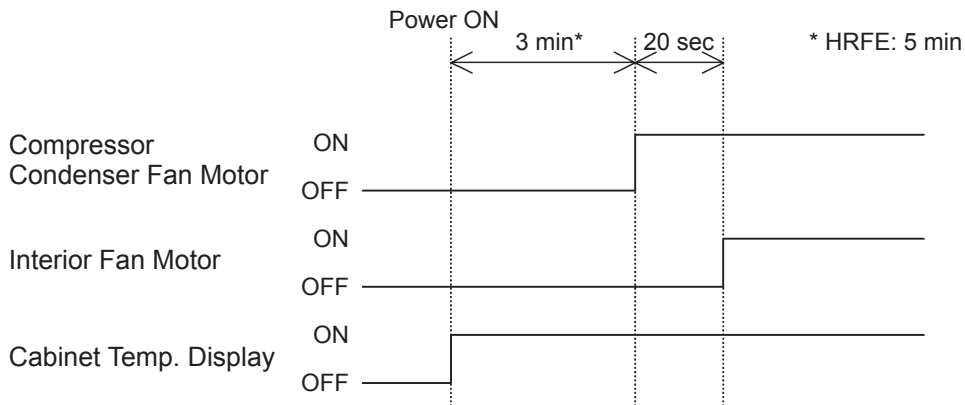 Power ON
3 min*
20 sec
* HRFE: 5 min
Compressor
Condenser Fan Motor
ON
OFF
Interior Fan Motor
ON
OFF
Cabinet Temp. Display
ON
OFF